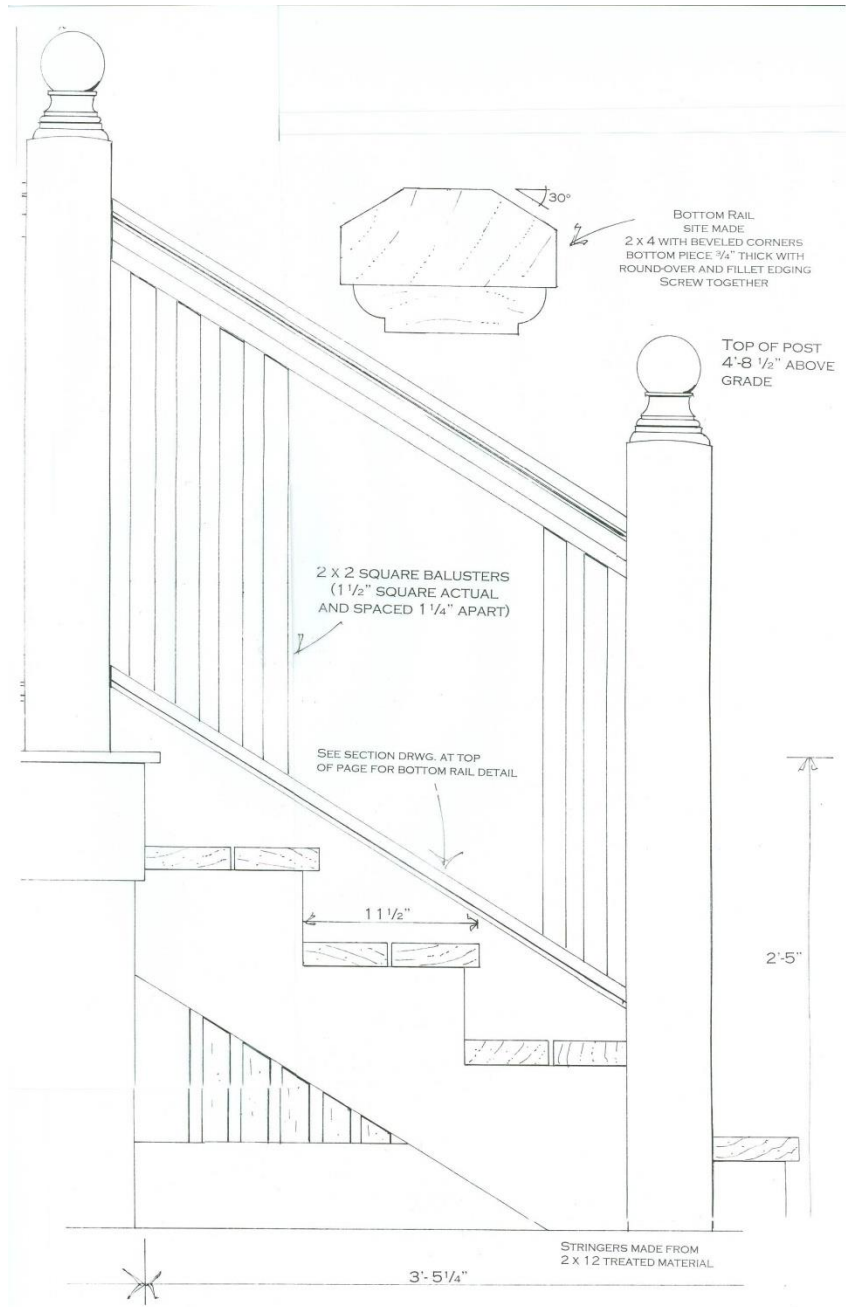 30°
BOTTOM RAIL
SITE MADE
2 X 4 WITH BEVELED CORNERS
BOTTOM PIECE 3/4" THICK WITH
ROUND-OVER AND FILLET EDGING
SCREW TOGETHER
TOP OF POST
4'-8 1/2" ABOVE
GRADE
2 X 2 SQUARE BALUSTERS
(1 1/2" SQUARE ACTUAL
AND SPACED 1 1/4" APART)
SEE SECTION DRWG. AT TOP
OF PAGE FOR BOTTOM RAIL DETAIL
11 1/2"
2'-5"
STRINGERS MADE FROM
2 X 12 TREATED MATERIAL
3'- 5 1/4"